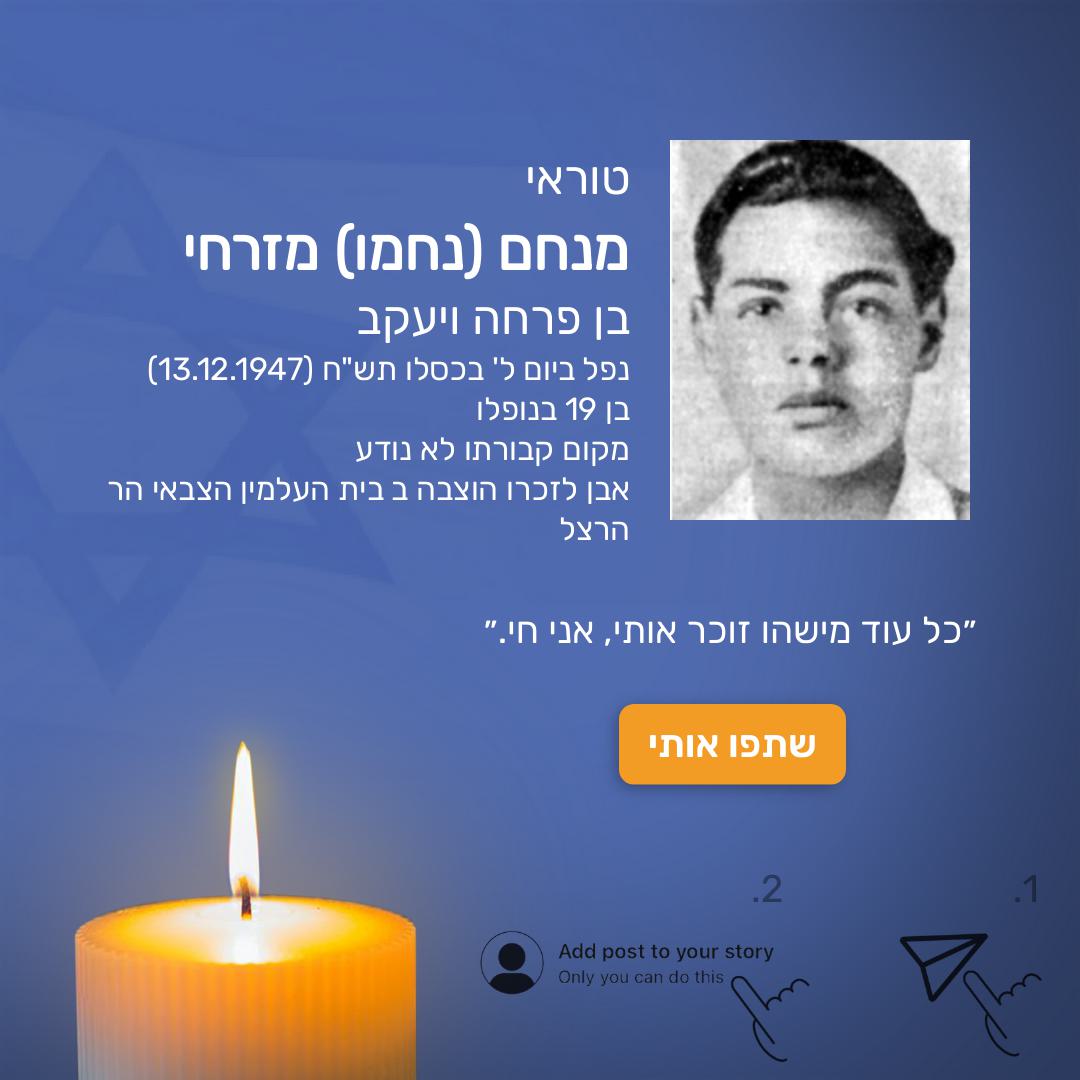 טוראי
מנחם (נחמו) מזרחי
בן פרחה ויעקב
נפל ביום ל' בכסלו תש"ח (13.12.1947)
בן 19 בנופלו
מקום קבורתו לא נודע
אבן לזכרו הוצבה ב בית העלמין הצבאי הר
הרצל
״כל עוד מישהו זוכר אותי, אני חי.״
שתפו אותי
1.
2.
Add post to your story
Only you can do this